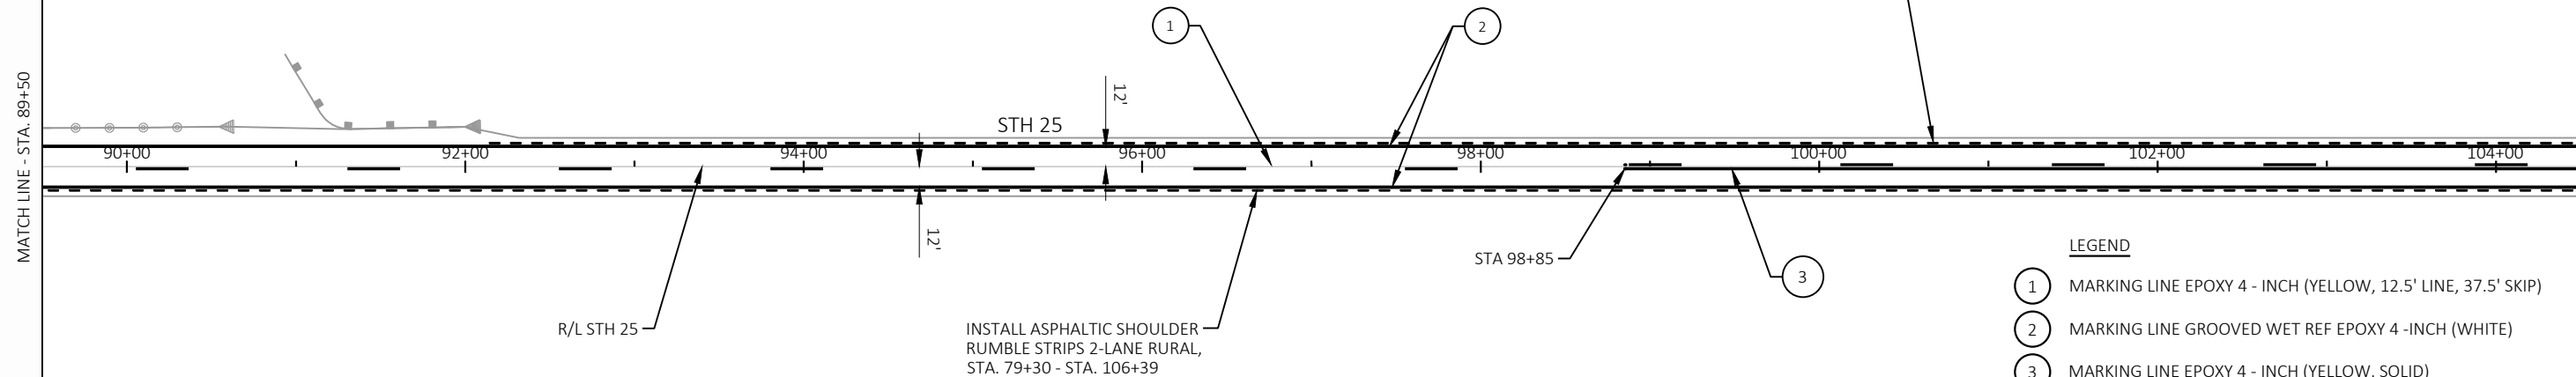 MATCH LINE - STA. 89+50
1
2
12'
STH 25
90+00
92+00
94+00
96+00
98+00
100+00
102+00
104+00
12'
STA 98+85
3
R/L STH 25
INSTALL ASPHALTIC SHOULDER
RUMBLE STRIPS 2-LANE RURAL,
STA. 79+30 - STA. 106+39
LEGEND
1 MARKING LINE EPOXY 4 - INCH (YELLOW, 12.5' LINE, 37.5' SKIP)
2 MARKING LINE GROOVED WET REF EPOXY 4 -INCH (WHITE)
3 MARKING LINE EPOXY 4 - INCH (YELLOW, SOLID)